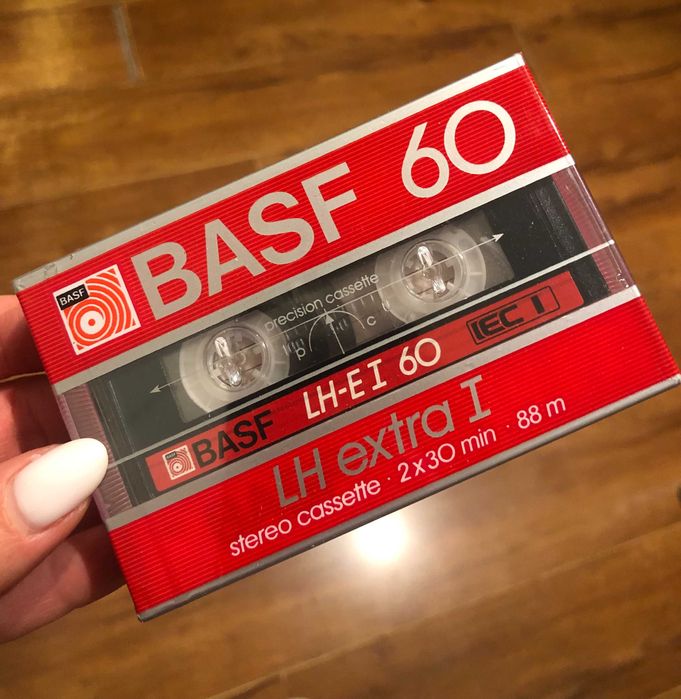 BASF 60
BASF
precision cassette
p c
BASF LH-E I 60 IEC I
LH extra I
stereo cassette · 2x30 min · 88 m